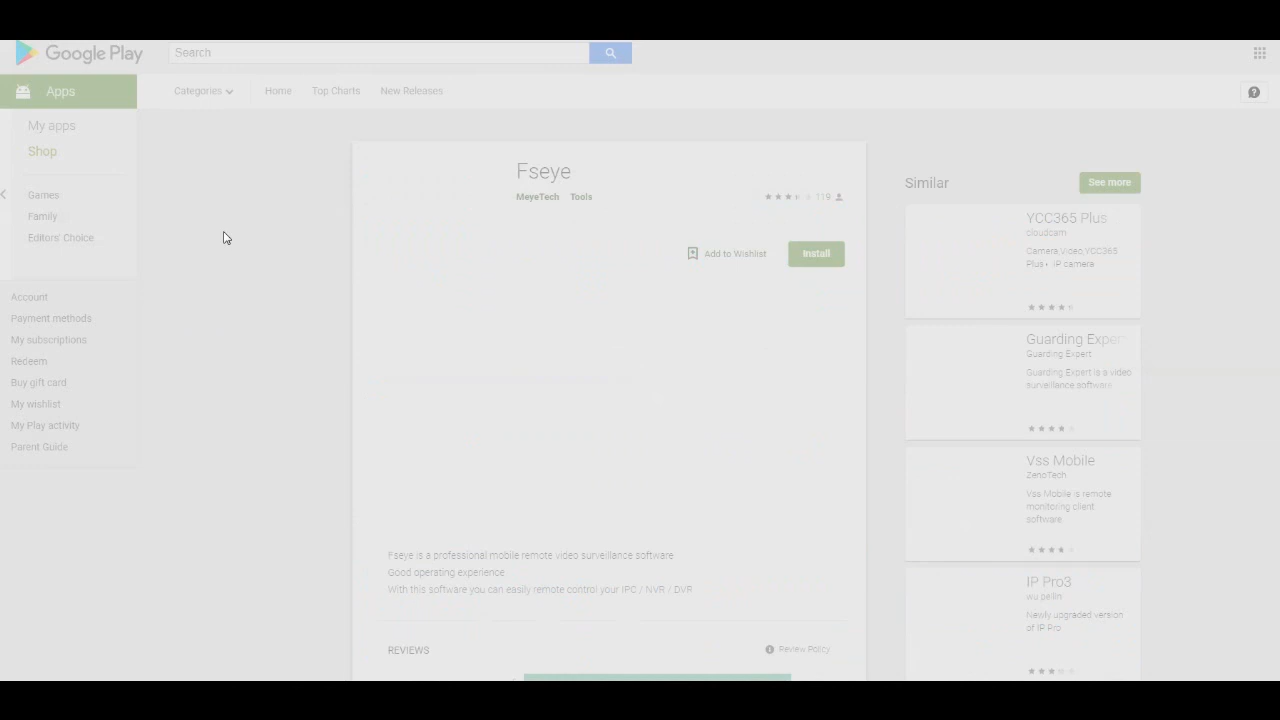 Google Play
Search
Apps
Categories
Home
Top Charts
New Releases
My apps
Shop
Games
Family
Editors' Choice
Account
Payment methods
My subscriptions
Redeem
Buy gift card
My wishlist
My Play activity
Parent Guide
Fseye
MeyeTech Tools
119
Add to Wishlist
Install
Fseye is a professional mobile remote video surveillance software
Good operating experience
With this software you can easily remote control your IPC / NVR / DVR
REVIEWS
Review Policy
Similar
See more
YCC365 Plus
cloudcam
Camera,Video,YCC365
Plus, IP camera
Guarding Expert
Guarding Expert
Guarding Expert is a video
surveillance software
Vss Mobile
ZenoTech
Vss Mobile is remote
monitoring client
software
IP Pro3
wu peilin
Newly upgraded version
of IP Pro